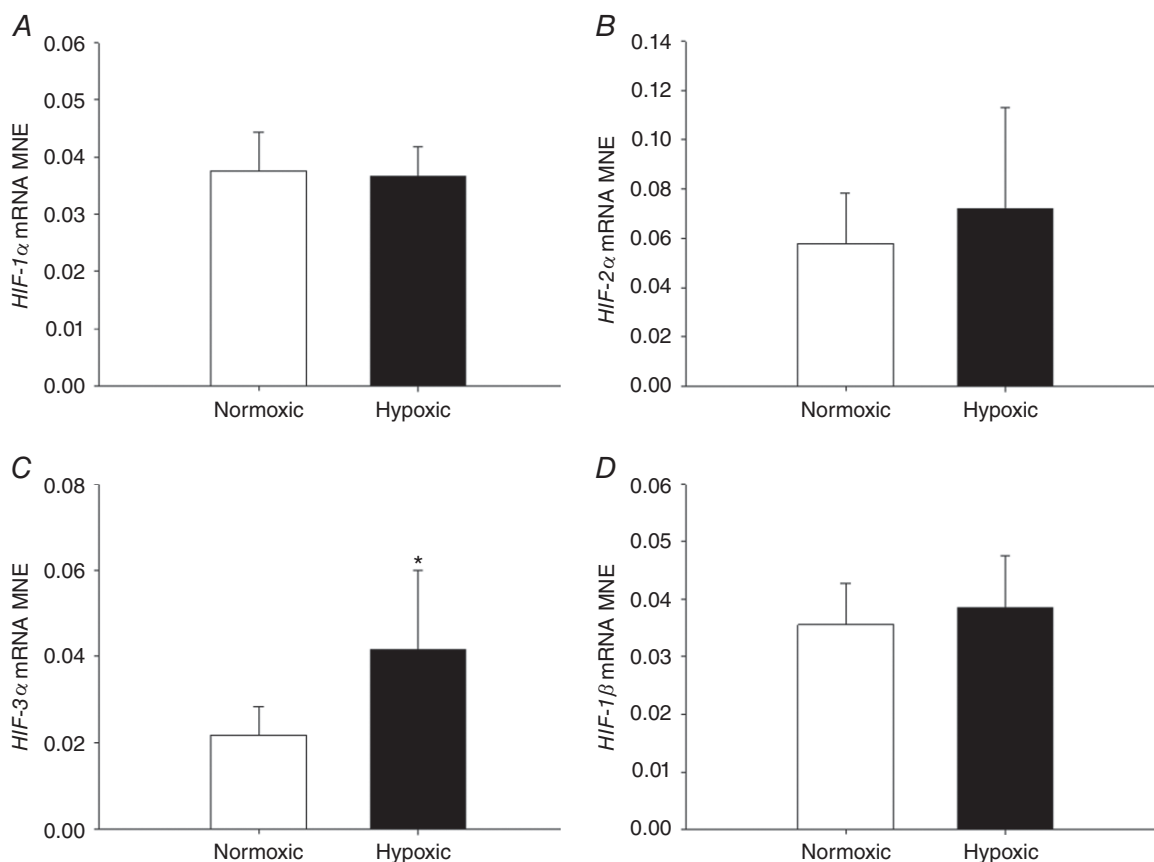 A
HIF-1α mRNA MNE
0.06
0.05
0.04
0.03
0.02
0.01
0.00
Normoxic
Hypoxic
B
HIF-2α mRNA MNE
0.14
0.12
0.10
0.08
0.06
0.04
0.02
0.00
Normoxic
Hypoxic
C
HIF-3α mRNA MNE
0.08
0.06
0.04
0.02
0.00
*
Normoxic
Hypoxic
D
HIF-1β mRNA MNE
0.06
0.05
0.04
0.03
0.02
0.01
0.00
Normoxic
Hypoxic